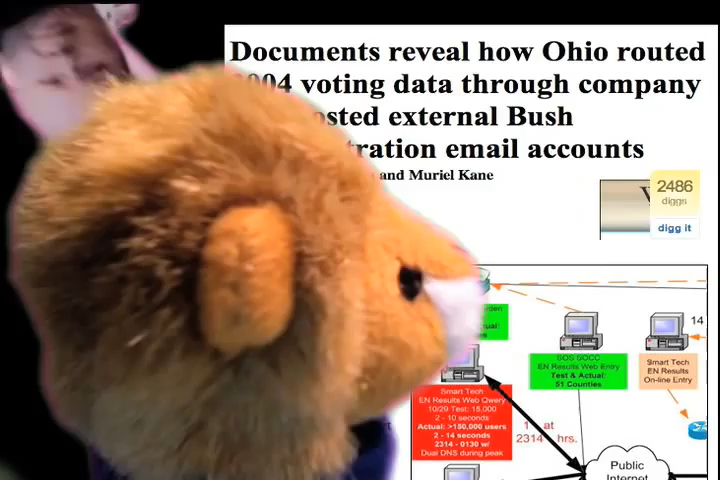 Documents reveal how Ohio routed
04 voting data through company
osted external Bush
tration email accounts
and Muriel Kane
2486
diggs
digg it
14
SOS SOCC
EN Results Web Entry
Test & Actual:
51 Counties
Smart Tech
EN Results
On-line Entry
Smart Tech
EN Results Web Qwery
10/29 Test: 15,000
2 - 10 seconds
Actual: >150,000 users
2 - 14 seconds
2314 - 0130 w/
Dual DNS during peak
at
2314 hrs.
Public
Internet